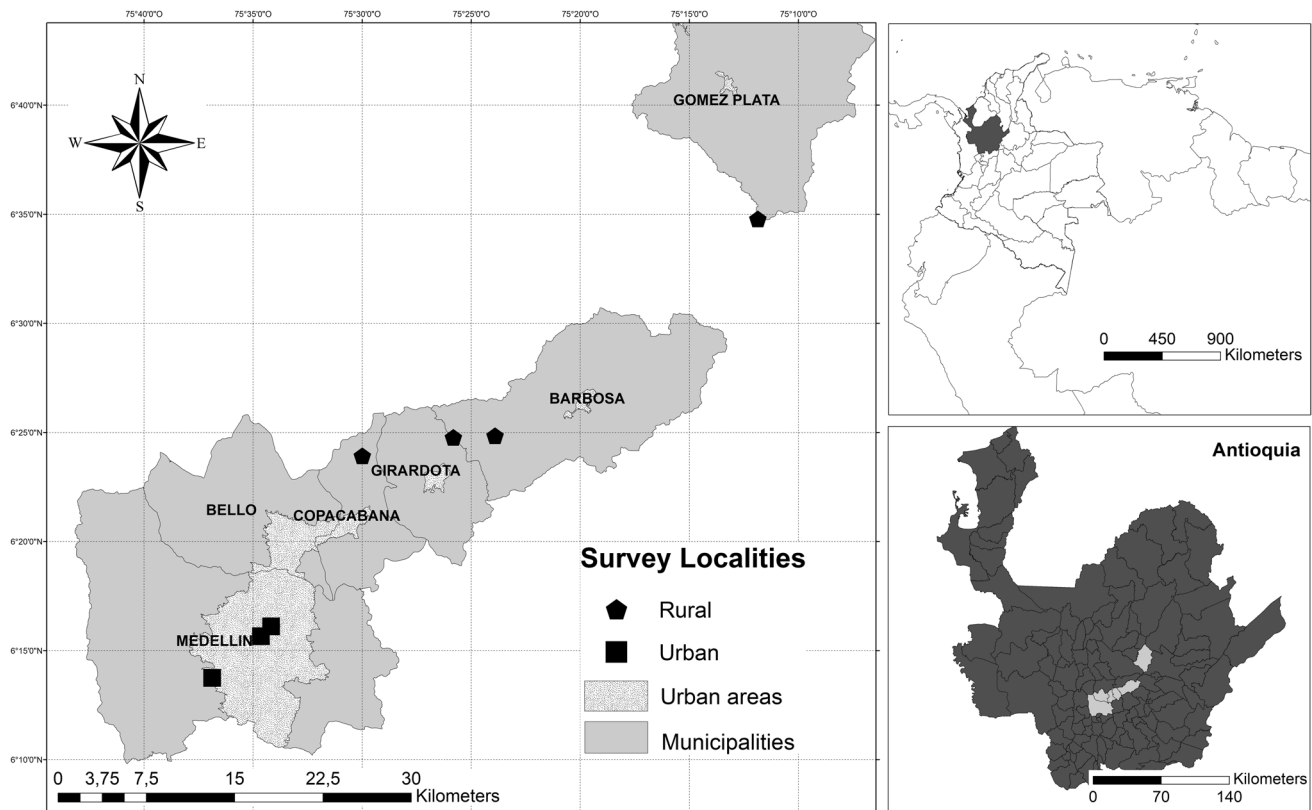 75°40'0"W
75°35'0"W
75°30'0"W
75°25'0"W
75°20'0"W
75°15'0"W
75°10'0"W
6°40'0"N
6°35'0"N
6°30'0"N
6°25'0"N
6°20'0"N
6°15'0"N
6°10'0"N
N
W
E
S
GOMEZ PLATA
BARBOSA
GIRARDOTA
BELLO
COPACABANA
MEDELLIN
Survey Localities
Rural
Urban
Urban areas
Municipalities
0 3,75 7,5 15 22,5 30
Kilometers
0 450 900
Kilometers
Antioquia
Kilometers
0 70 140